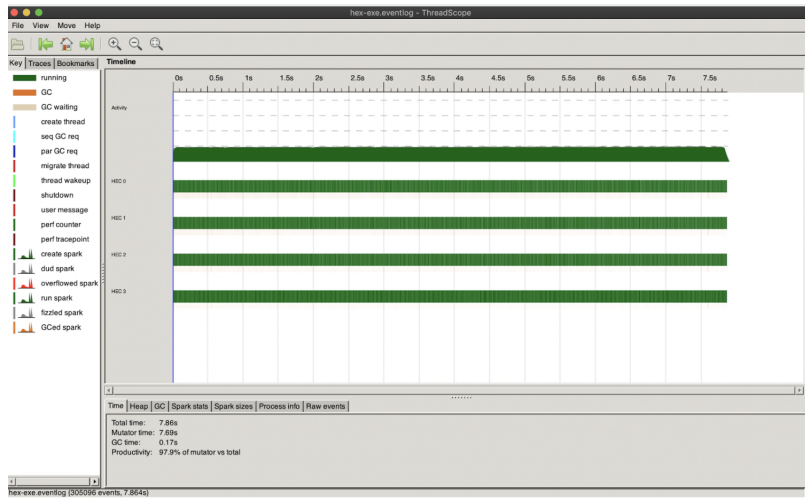 hex-exe.eventlog - ThreadScope
File View Move Help
Key Traces Bookmarks
Timeline
running
GC
GC waiting
create thread
seq GC req
par GC req
migrate thread
thread wakeup
shutdown
user message
perf counter
perf tracepoint
create spark
dud spark
overflowed spark
run spark
fizzled spark
GCed spark
0s 0.5s 1s 1.5s 2s 2.5s 3s 3.5s 4s 4.5s 5s 5.5s 6s 6.5s 7s 7.5s
Activity
HEC 0
HEC 1
HEC 2
HEC 3
Time Heap GC Spark stats Spark sizes Process info Raw events
Total time: 7.86s
Mutator time: 7.69s
GC time: 0.17s
Productivity: 97.9% of mutator vs total
hex-exe.eventlog (305096 events, 7.864s)